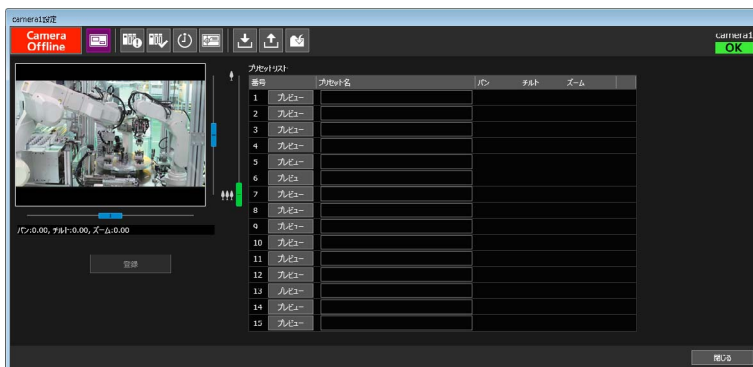 camera1設定
Camera
Offline
camera1
OK
プリセットリスト
番号 プリセット名 パン チルト ズーム
1 プレビュー
2 プレビュー
3 プレビュー
4 プレビュー
5 プレビュー
6 プレビュ
7 プレビュー
8 プレビュー
9 プレビュー
10 プレビュー
11 プレビュー
12 プレビュー
13 プレビュー
14 プレビュー
15 プレビュー
パン:0.00, チルト:0.00, ズーム:0.00
登録
閉じる